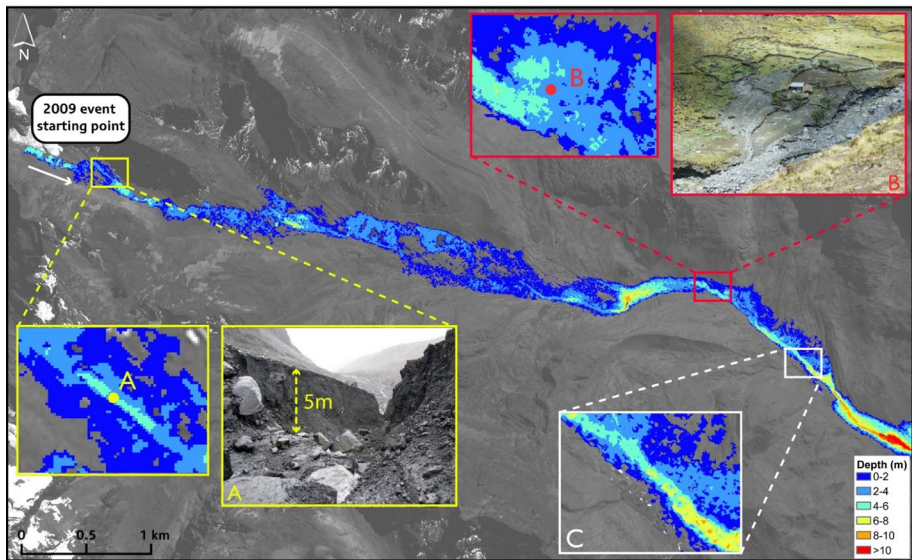 N
2009 event
starting point
B
B
A
5m
A
C
0 0.5 1 km
Depth (m)
0-2
2-4
4-6
6-8
8-10
>10